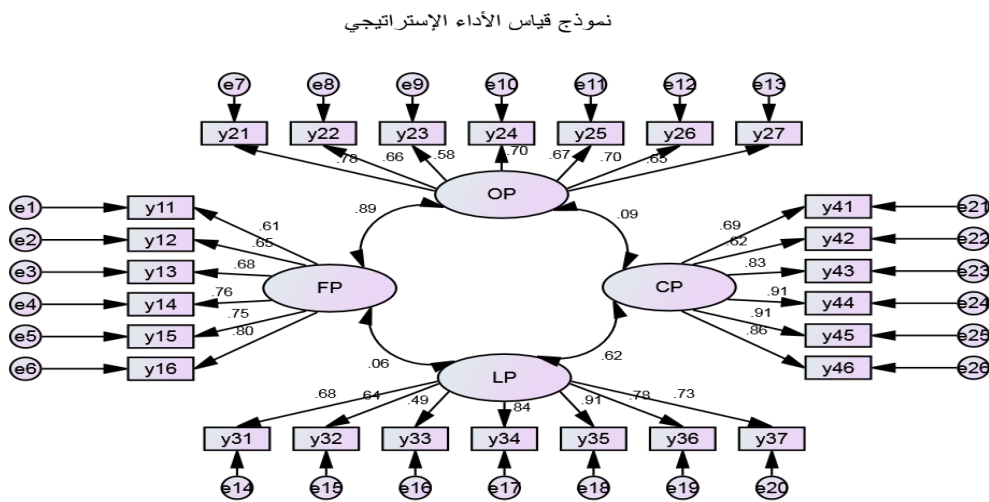 نموذج قياس الأداء الإستراتيجي
e7 e8 e9 e10 e11 e12 e13
y21 y22 y23 y24 y25 y26 y27
.78 .66 .58 .70 .67 .70 .65
OP
.89 .09
e1 y11 .61
e2 y12 .65
e3 y13 .68
e4 y14 .76
e5 y15 .75
e6 y16 .80
FP
CP
.69 y41 e21
.62 y42 e22
.83 y43 e23
.91 y44 e24
.91 y45 e25
.86 y46 e26
.06 .62
LP
.68 .64 .49 .84 .91 .78 .73
y31 y32 y33 y34 y35 y36 y37
e14 e15 e16 e17 e18 e19 e20